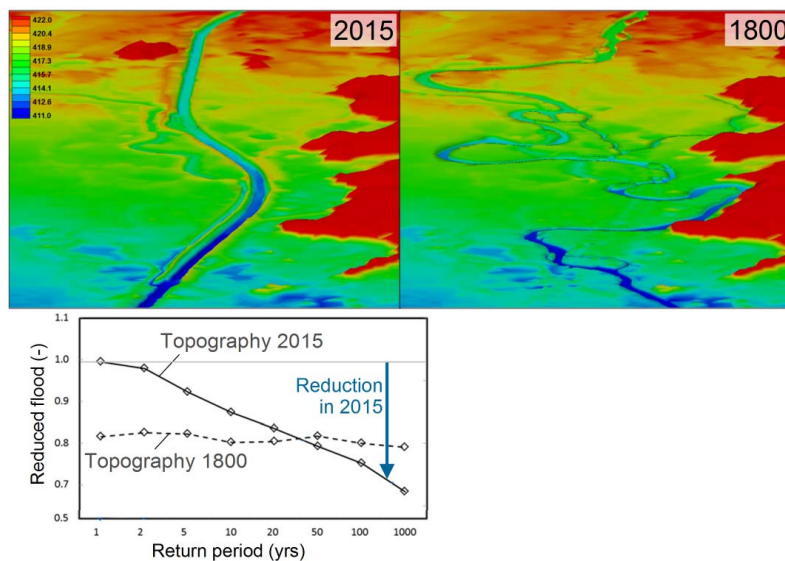 2015
1800
422.0
420.4
418.9
417.3
415.7
414.1
412.6
411.0
1.1
1.0
0.9
0.8
0.7
0.5
Reduced flood (-)
Topography 2015
Reduction
in 2015
Topography 1800
1 2 5 10 20 50 100 1000
Return period (yrs)